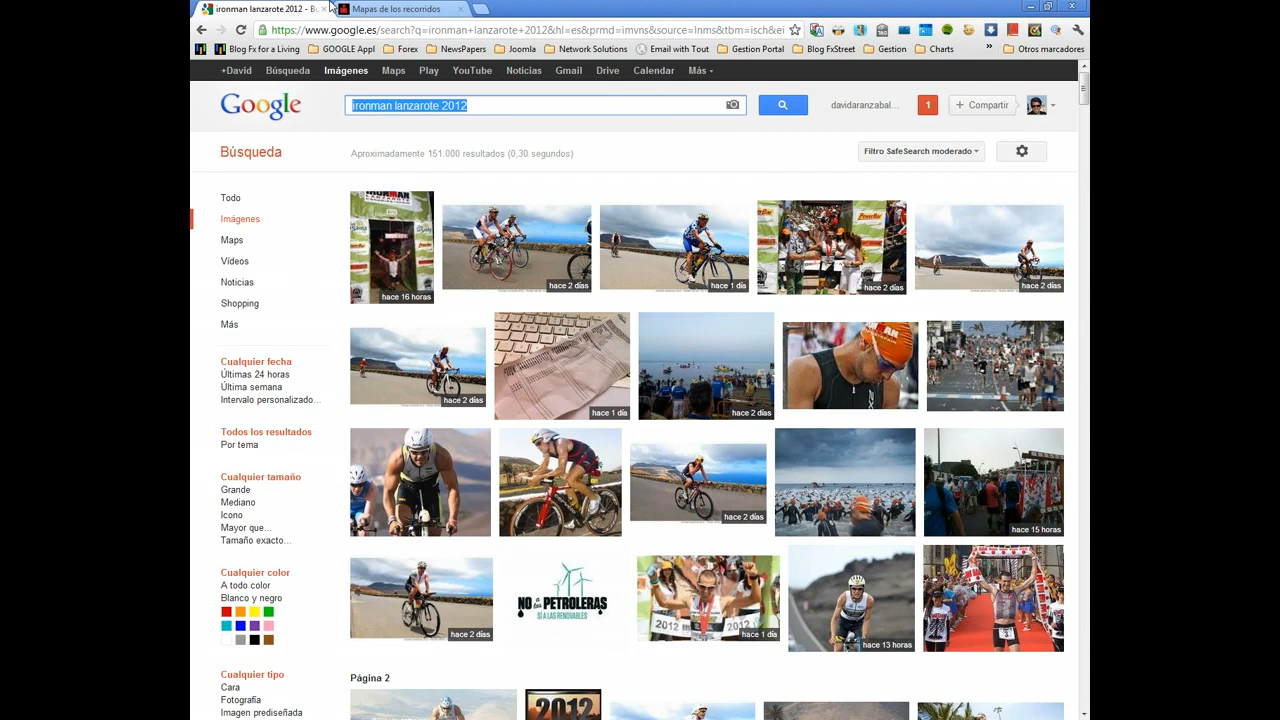 ironman lanzarote 2012 - Bu
Mapas de los recorridos
https://www.google.es/search?q=ironman+lanzarote+2012&hl=es&prmd=imvns&source=lnms&tbm=isch&ei
Blog Fx for a Living
GOOGLE Appl
Forex
NewsPapers
Joomla
Network Solutions
Email with Tout
Gestion Portal
Blog FxStreet
Gestion
Charts
»
Otros marcadores
+David Búsqueda Imágenes Maps Play YouTube Noticias Gmail Drive Calendar Más
Google
ironman lanzarote 2012
davidaranzabal...
1
+ Compartir
Búsqueda
Aproximadamente 151.000 resultados (0,30 segundos)
Filtro SafeSearch moderado
Todo
Imágenes
Maps
Vídeos
Noticias
Shopping
Más
Cualquier fecha
Últimas 24 horas
Última semana
Intervalo personalizado...
Todos los resultados
Por tema
Cualquier tamaño
Grande
Mediano
Icono
Mayor que...
Tamaño exacto...
Cualquier color
A todo color
Blanco y negro
Cualquier tipo
Cara
Fotografía
Imagen prediseñada
IRONMAN
hace 16 horas
hace 2 días
hace 1 día
PowerBar
hace 2 días
hace 2 días
hace 2 días
hace 1 día
hace 2 días
hace 2 días
hace 15 horas
hace 2 días
NO a las PETROLERAS
SÍ A LAS RENOVABLES
2012
2012
hace 1 día
hace 13 horas
3
Página 2
2012